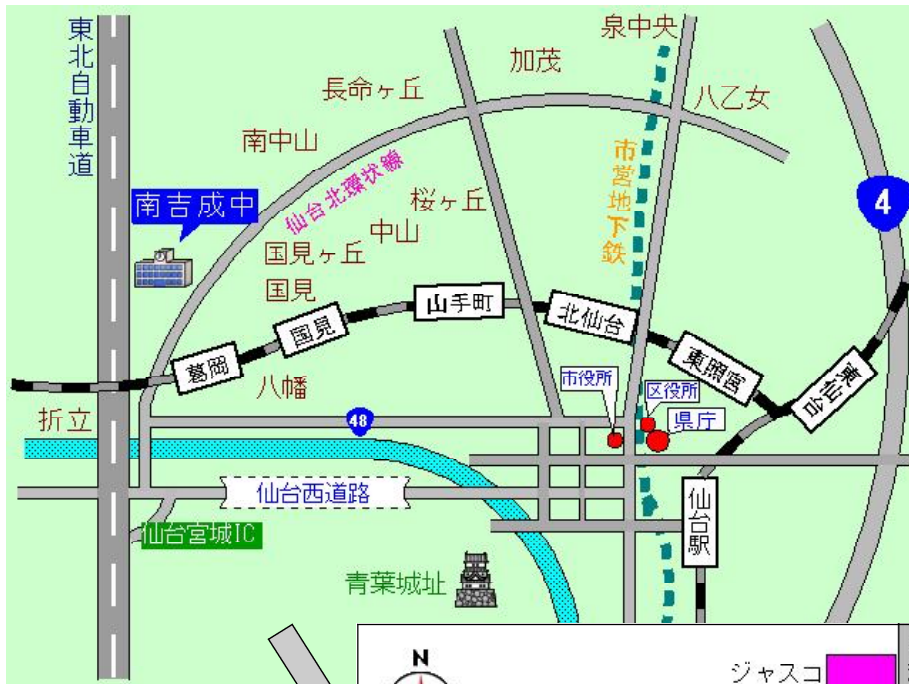 東北自動車道
泉中央
加茂
長命ヶ丘
八乙女
南中山
仙台北環状線
市営地下鉄
4
南吉成中
桜ヶ丘
中山
国見ヶ丘
国見
山手町
北仙台
国見
葛岡
東照宮
東仙台
八幡
市役所
区役所
折立
48
県庁
仙台西道路
仙台駅
仙台宮城IC
青葉城址
N
ジャスコ